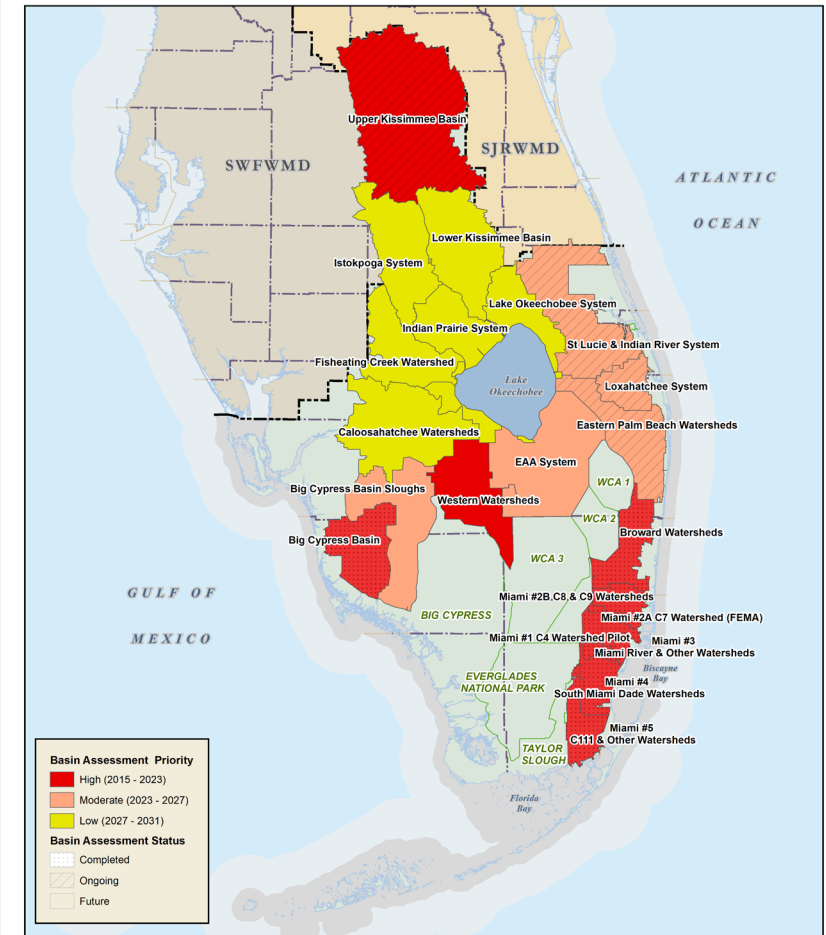 Upper Kissimmee Basin
SWFWMD
SJRWMD
ATLANTIC
OCEAN
Lower Kissimmee Basin
Istokpoga System
Lake Okeechobee System
Indian Prairie System
St Lucie & Indian River System
Fisheating Creek Watershed
Lake
Okeechobee
Loxahatchee System
Eastern Palm Beach Watersheds
Caloosahatchee Watersheds
EAA System
WCA 1
Big Cypress Basin Sloughs
Western Watersheds
WCA 2
Broward Watersheds
Big Cypress Basin
WCA 3
GULF OF
MEXICO
Miami #2B,C8 & C9 Watersheds
BIG CYPRESS
Miami #2A C7 Watershed (FEMA)
Miami #1 C4 Watershed Pilot
Miami #3
Miami River & Other Watersheds
Biscayne
Bay
EVERGLADES
NATIONAL PARK
Miami #4
South Miami Dade Watersheds
Miami #5
C111 & Other Watersheds
TAYLOR
SLOUGH
Florida
Bay
Basin Assessment Priority
High (2015 - 2023)
Moderate (2023 - 2027)
Low (2027 - 2031)
Basin Assessment Status
Completed
Ongoing
Future